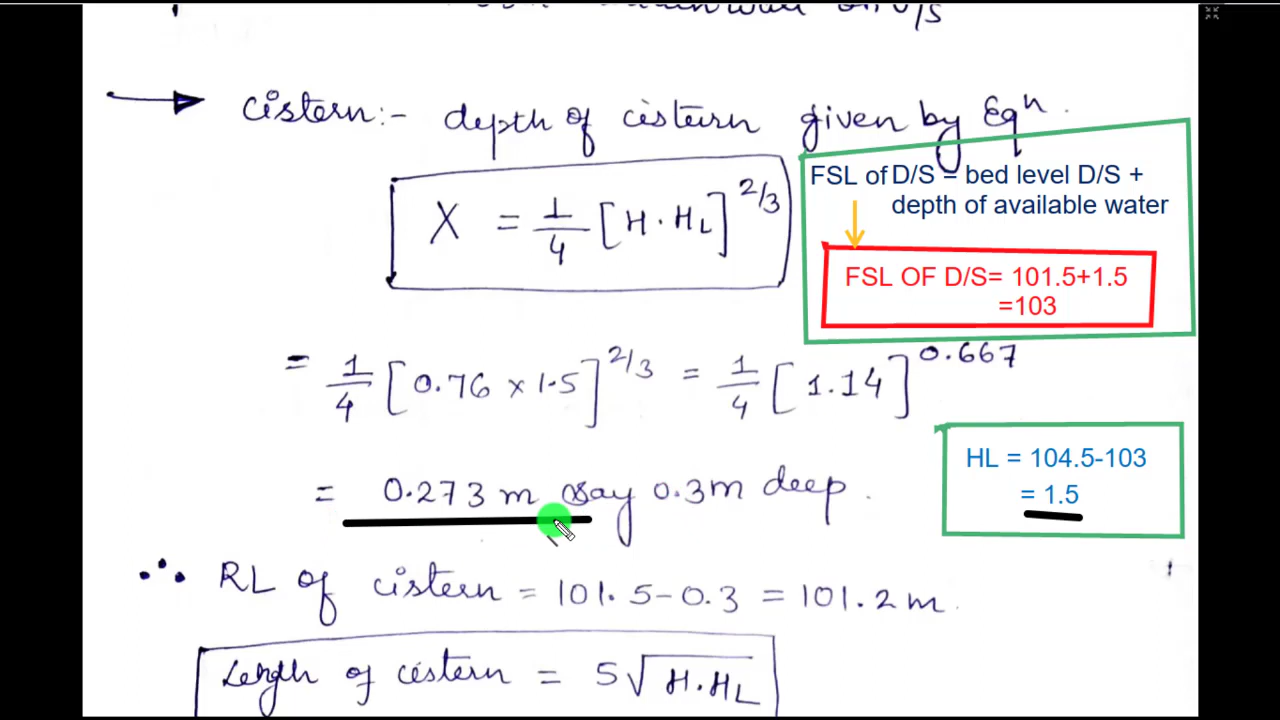 D/S
cistern:- depth of cisteurn given by Eqn.
X = 1/4 [H.HL]^2/3
FSL of D/S = bed level D/S +
depth of available water
FSL OF D/S= 101.5+1.5
=103
= 1/4 [0.76 x 1.5]^2/3 = 1/4 [1.14]^0.667
HL = 104.5-103
= 1.5
= 0.273 m say 0.3m deep.
∴ RL of cistern = 101.5-0.3 = 101.2 m.
Length of cistern = 5√H.HL